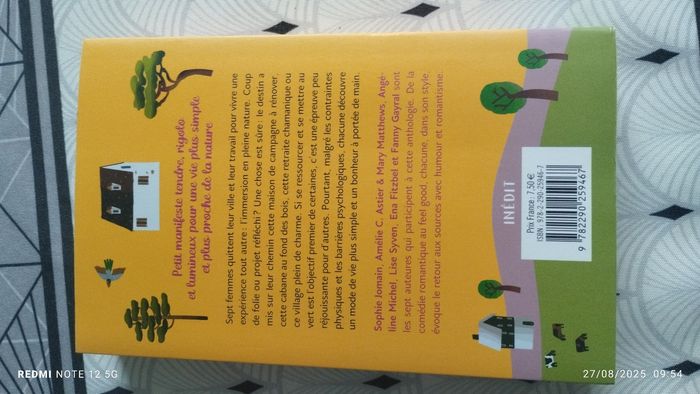 Petit manifeste tendre, rigolo
et lumineux pour une vie plus simple
et plus proche de la nature
Sept femmes quittent leur ville et leur travail pour vivre une
expérience tout autre : l'immersion en pleine nature. Coup
de folie ou projet réfléchi ? Une chose est sûre : le destin a
mis sur leur chemin cette maison de campagne à rénover,
cette cabane au fond des bois, cette retraite chamanique ou
ce village plein de charme. Si se ressourcer et se mettre au
vert est l'objectif premier de certaines, c'est une épreuve peu
réjouissante pour d'autres. Pourtant, malgré les contraintes
physiques et les barrières psychologiques, chacune découvre
un mode de vie plus simple et un bonheur à portée de main.
Sophie Jomain, Amélie C. Astier & Mary Matthews, Angé-
line Michel, Lise Syven, Ena Fitzbel et Fanny Gayral sont
les sept auteures qui participent à cette anthologie. De la
comédie romantique au feel good, chacune, dans son style,
évoque le retour aux sources avec humour et romantisme.
INÉDIT
Prix France : 7,50 €
ISBN : 978-2-290-25946-7
9 782290 259467
REDMI NOTE 12 5G
27/08/2025 09:54